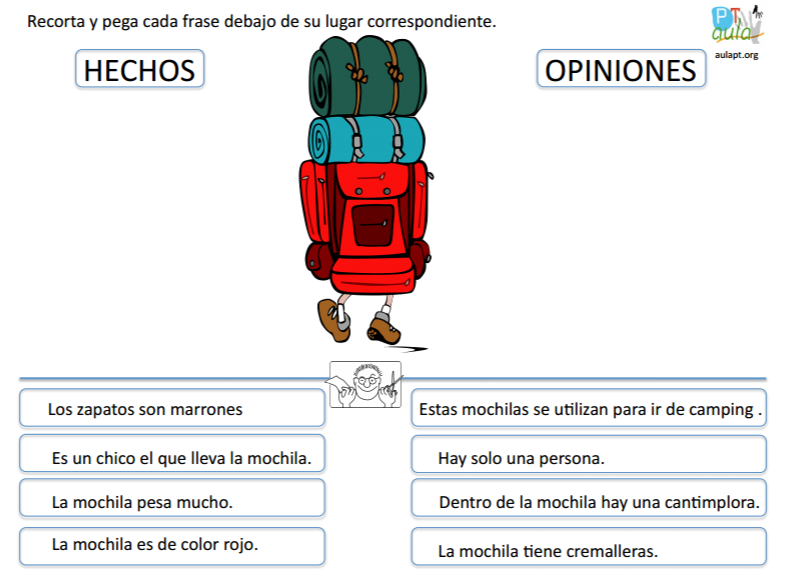 Recorta y pega cada frase debajo de su lugar correspondiente.
PT
aula
aulapt.org
HECHOS
OPINIONES
Los zapatos son marrones
Estas mochilas se utilizan para ir de camping .
Es un chico el que lleva la mochila.
Hay solo una persona.
La mochila pesa mucho.
Dentro de la mochila hay una cantimplora.
La mochila es de color rojo.
La mochila tiene cremalleras.